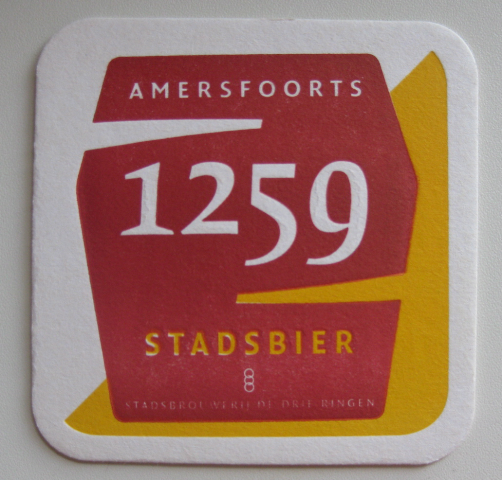 AMERSFOORTS
1259
STADSBIER
STADSBROUWERIJ DE DRIE RINGEN